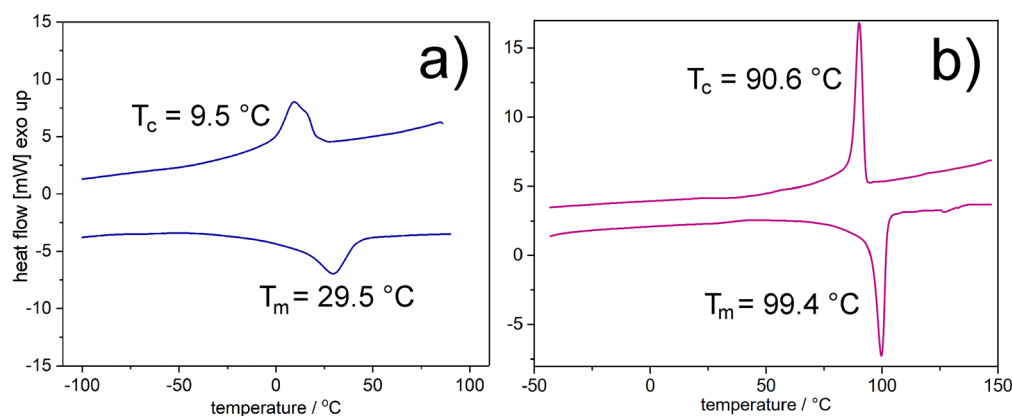 a)
15
10
5
0
-5
-10
-15
heat flow [mW] exo up
T_c = 9.5 °C
T_m = 29.5 °C
-100
-50
0
50
100
temperature / °C
b)
15
10
5
0
-5
T_c = 90.6 °C
T_m = 99.4 °C
-50
0
50
100
150
temperature / °C